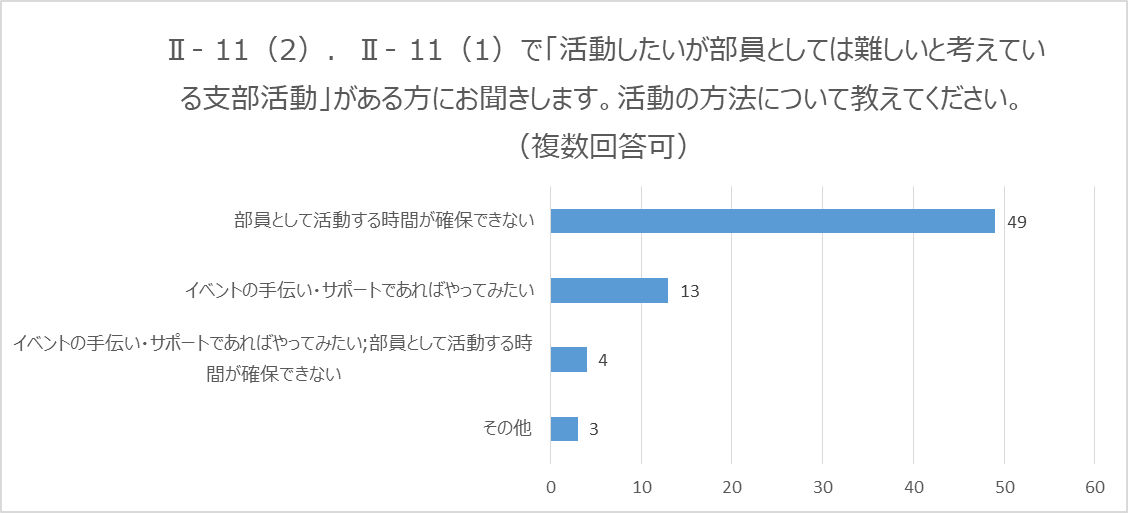 Ⅱ- 11（2）. Ⅱ- 11（1）で「活動したいが部員としては難しいと考えてい
る支部活動」がある方にお聞きします。活動の方法について教えてください。
（複数回答可）
部員として活動する時間が確保できない
49
イベントの手伝い・サポートであればやってみたい
13
イベントの手伝い・サポートであればやってみたい;部員として活動する時
間が確保できない
4
その他
3
0 10 20 30 40 50 60